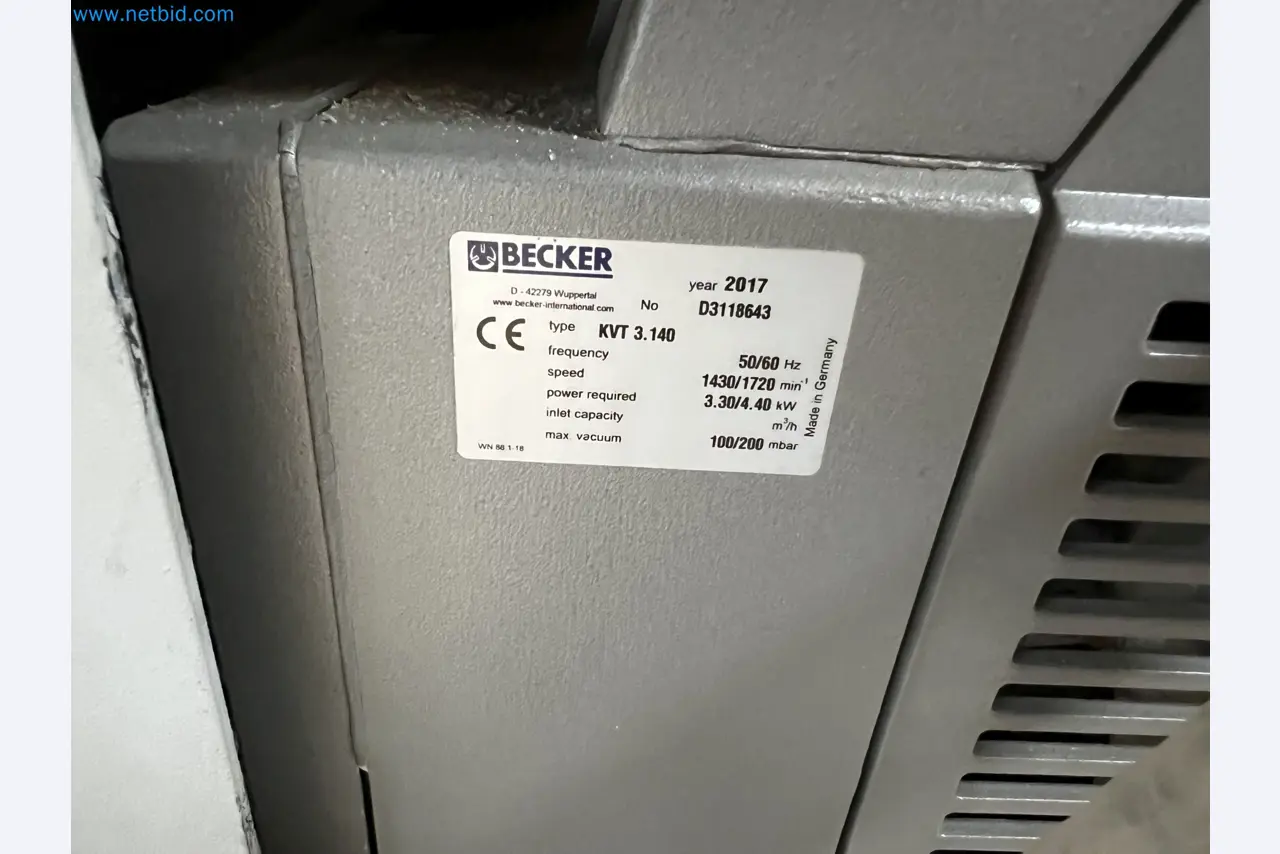 www.netbid.com
BECKER
D - 42279 Wuppertal
www.becker-international.com
year 2017
No D3118643
CE
type KVT 3.140
frequency 50/60 Hz
speed 1430/1720 min⁻¹
power required 3.30/4.40 kW
inlet capacity m³/h
max vacuum 100/200 mbar
WN 88 1-18
Made in Germany